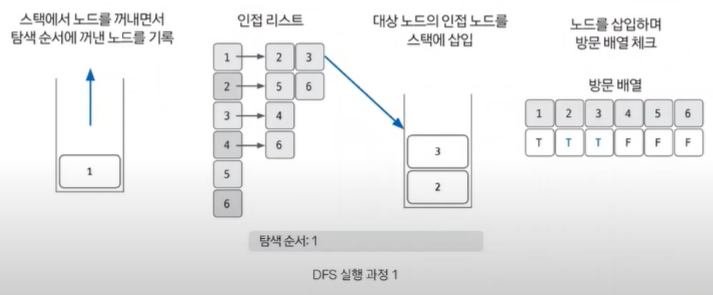 스택에서 노드를 꺼내면서
탐색 순서에 꺼낸 노드를 기록
1
인접 리스트
1 2 3
2 5 6
3 4
4 6
5
6
대상 노드의 인접 노드를
스택에 삽입
3
2
노드를 삽입하며
방문 배열 체크
방문 배열
1 2 3 4 5 6
T T T F F F
탐색 순서: 1
DFS 실행 과정 1